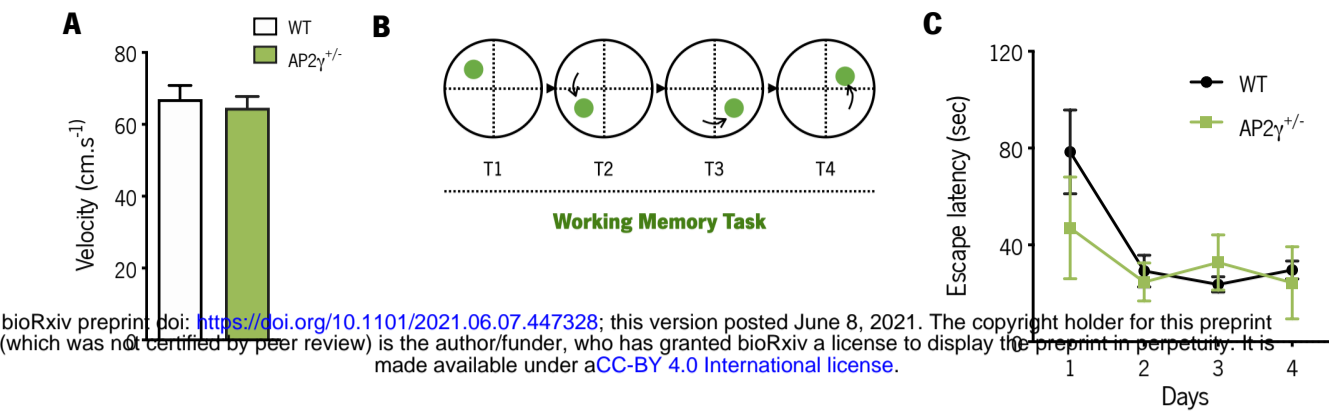 A
WT
AP2γ+/-
Velocity (cm.s-1)
80
60
40
20
0
B
T1
T2
T3
T4
Working Memory Task
C
WT
AP2γ+/-
Escape latency (sec)
120
80
40
0
1
2
3
4
Days
bioRxiv preprint doi: https://doi.org/10.1101/2021.06.07.447328; this version posted June 8, 2021. The copyright holder for this preprint
(which was not certified by peer review) is the author/funder, who has granted bioRxiv a license to display the preprint in perpetuity. It is
made available under aCC-BY 4.0 International license.